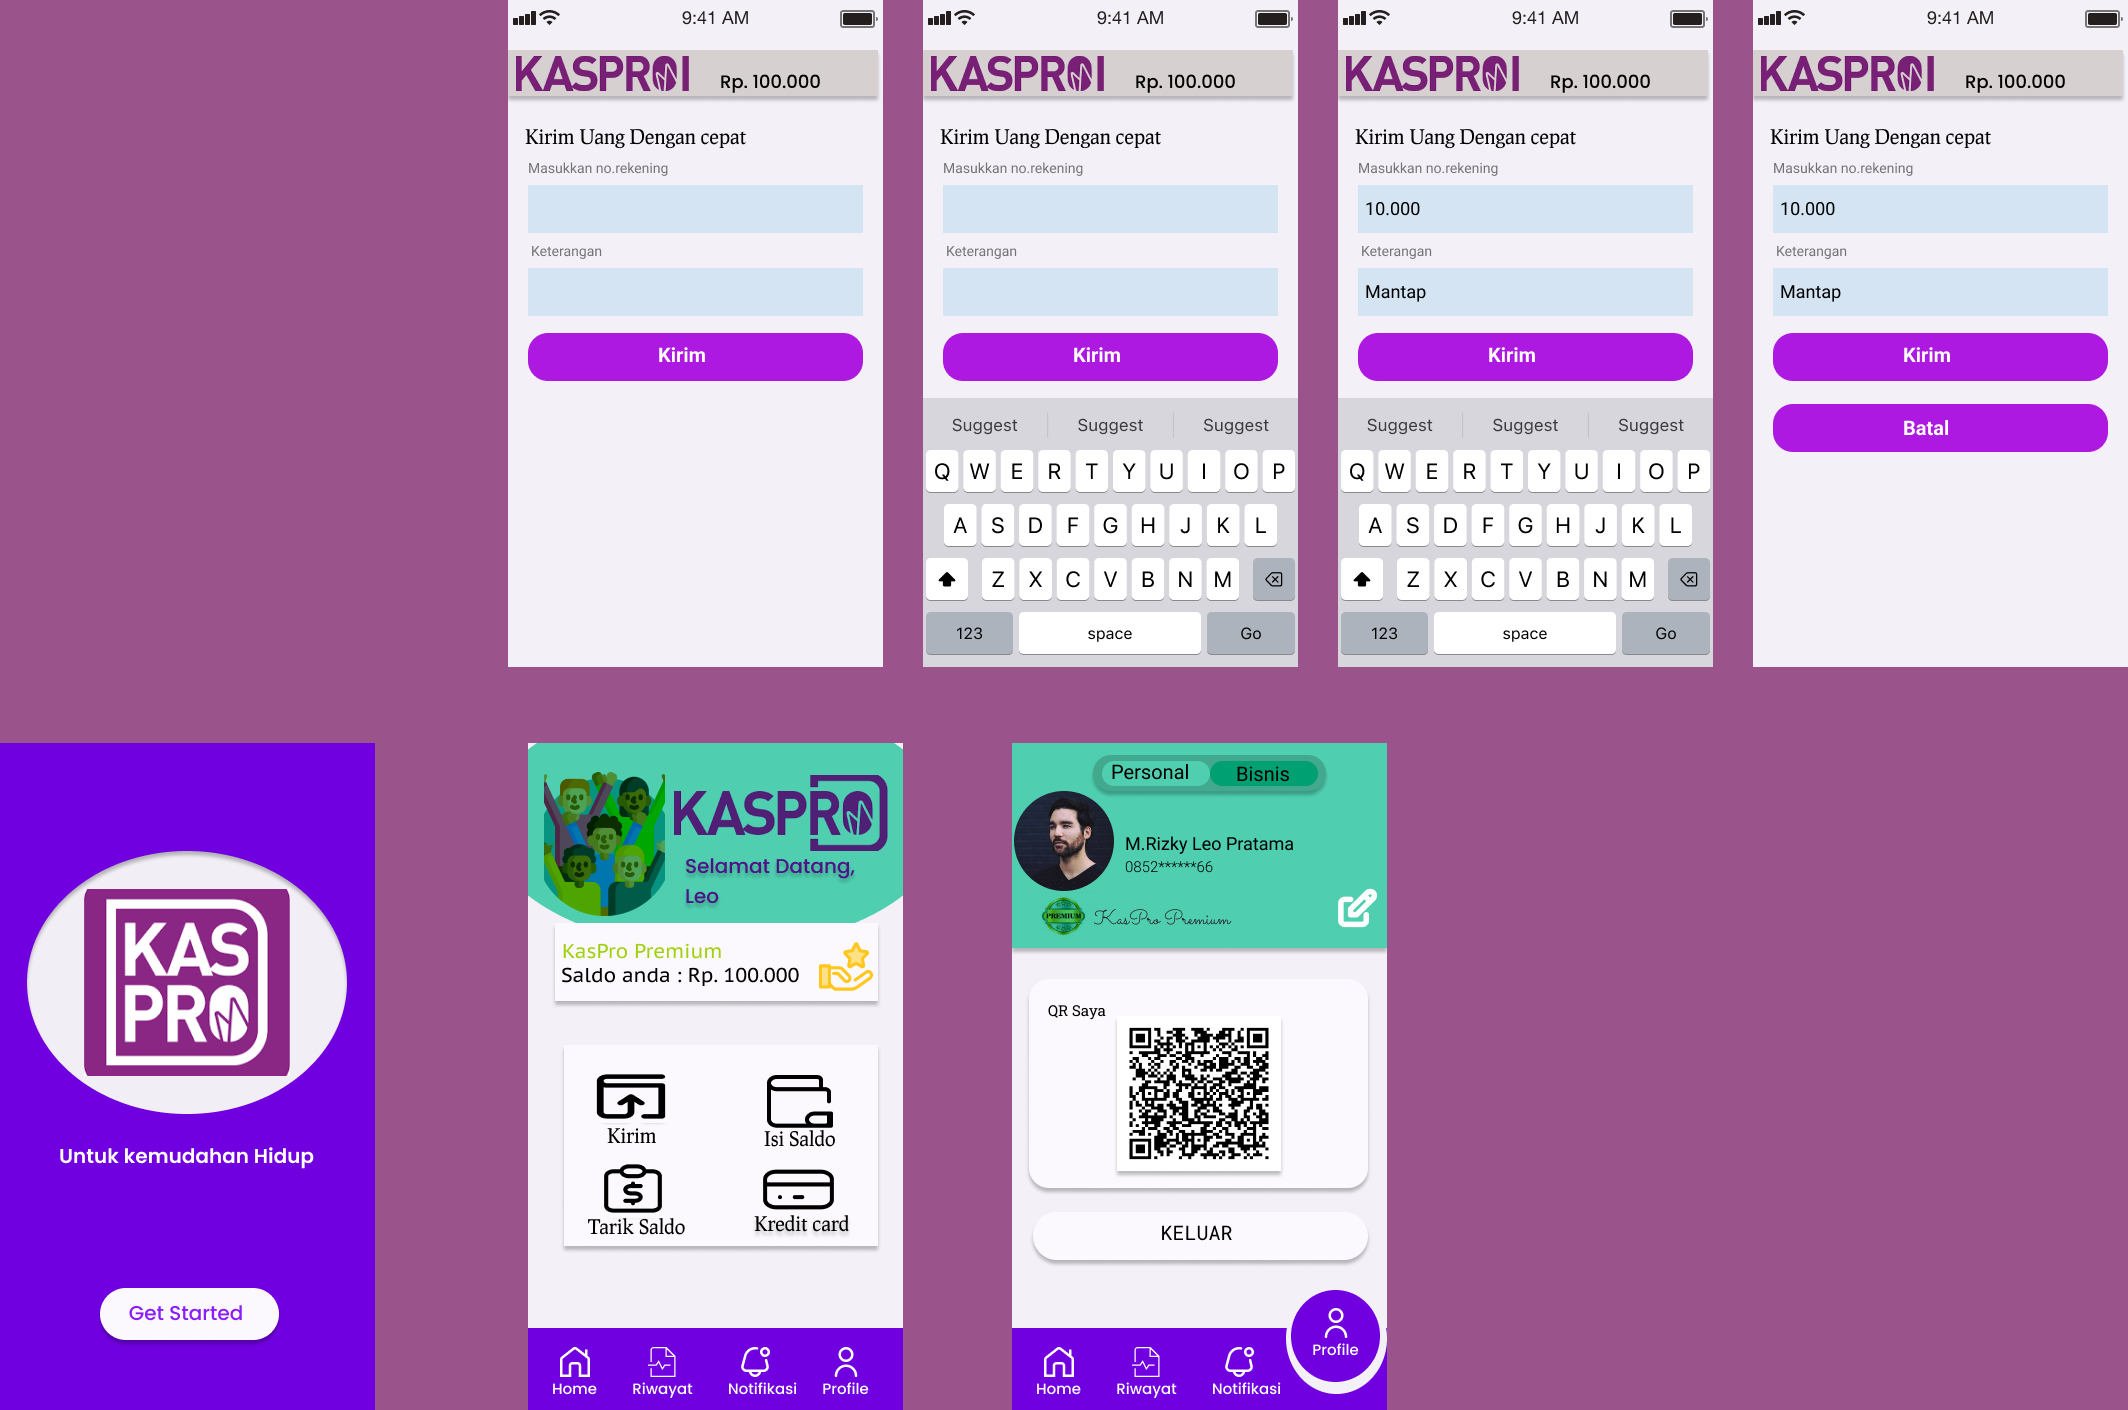 9:41 AM
KASPRO
Rp. 100.000
Kirim Uang Dengan cepat
Masukkan no.rekening
Keterangan
Kirim
9:41 AM
KASPRO
Rp. 100.000
Kirim Uang Dengan cepat
Masukkan no.rekening
Keterangan
Kirim
Suggest Suggest Suggest
Q W E R T Y U I O P
A S D F G H J K L
Z X C V B N M
123 space Go
9:41 AM
KASPRO
Rp. 100.000
Kirim Uang Dengan cepat
Masukkan no.rekening
10.000
Keterangan
Mantap
Kirim
Suggest Suggest Suggest
Q W E R T Y U I O P
A S D F G H J K L
Z X C V B N M
123 space Go
9:41 AM
KASPRO
Rp. 100.000
Kirim Uang Dengan cepat
Masukkan no.rekening
10.000
Keterangan
Mantap
Kirim
Batal
KAS
PRO
Untuk kemudahan Hidup
Get Started
KASPRO
Selamat Datang,
Leo
KasPro Premium
Saldo anda : Rp. 100.000
Kirim Isi Saldo
Tarik Saldo Kredit card
Home Riwayat Notifikasi Profile
Personal Bisnis
M.Rizky Leo Pratama
0852******66
PREMIUM KasPro Premium
QR Saya
KELUAR
Home Riwayat Notifikasi Profile